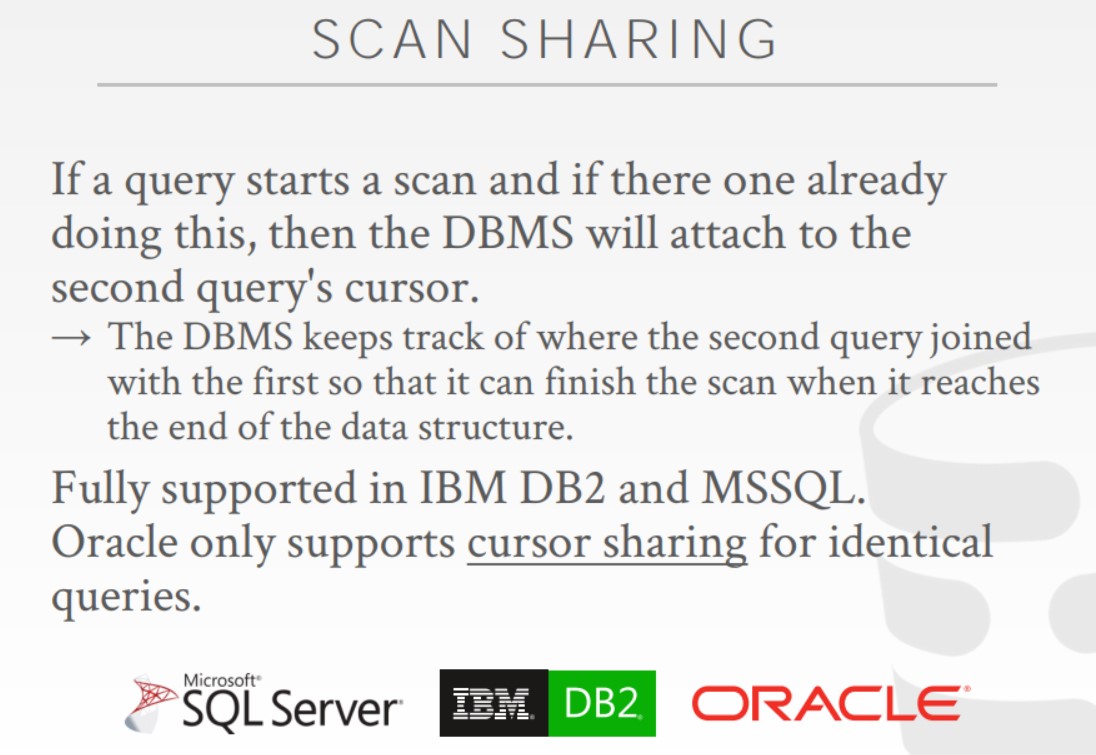 SCAN SHARING
If a query starts a scan and if there one already
doing this, then the DBMS will attach to the
second query's cursor.
→ The DBMS keeps track of where the second query joined
with the first so that it can finish the scan when it reaches
the end of the data structure.
Fully supported in IBM DB2 and MSSQL.
Oracle only supports cursor sharing for identical
queries.
Microsoft®
SQL Server®
IBM® DB2®
ORACLE®